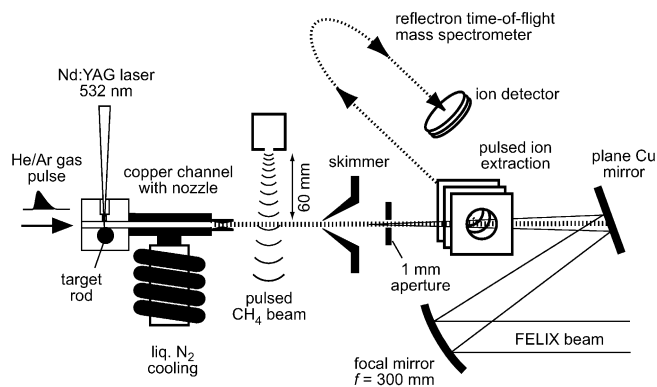 reflectron time-of-flight
mass spectrometer
Nd:YAG laser
532 nm
ion detector
He/Ar gas
pulse
copper channel
with nozzle
60 mm
skimmer
pulsed ion
extraction
plane Cu
mirror
target
rod
pulsed
CH4 beam
1 mm
aperture
liq. N2
cooling
FELIX beam
focal mirror
f = 300 mm